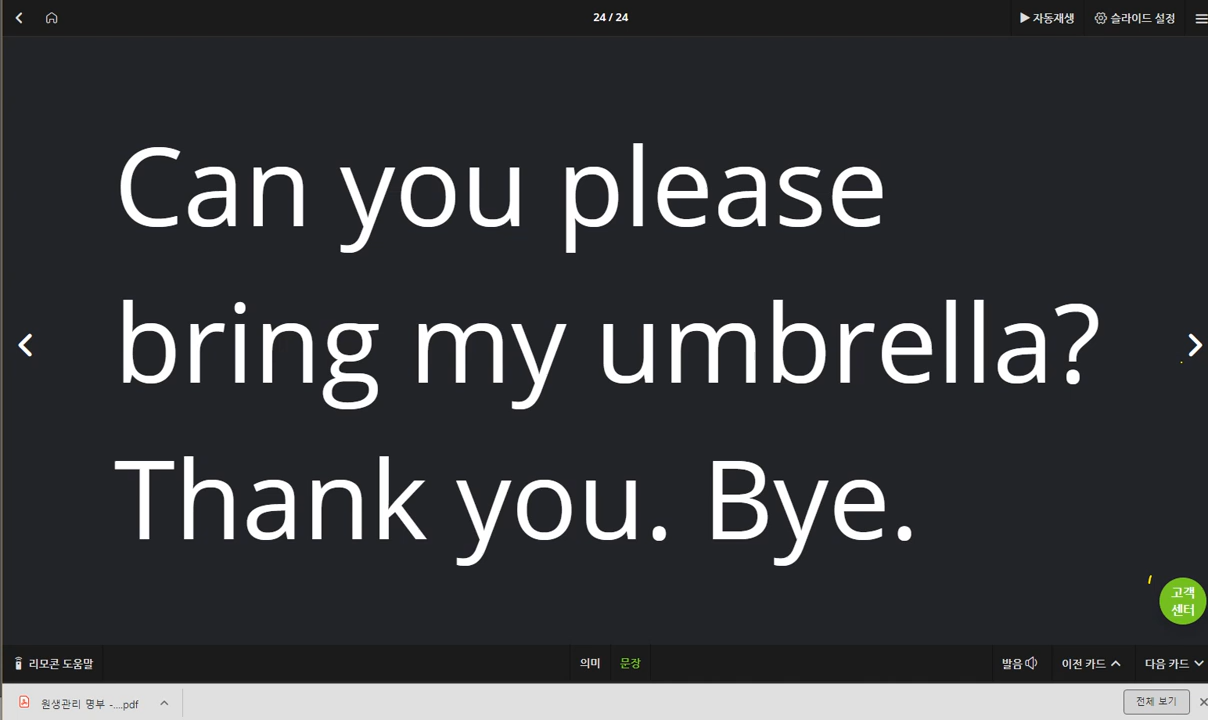 24 / 24
자동재생
슬라이드 설정
Can you please
bring my umbrella?
Thank you. Bye.
고객
센터
리모콘 도움말
의미
문장
발음
이전 카드
다음 카드
원생관리 명부 -....pdf
전체 보기